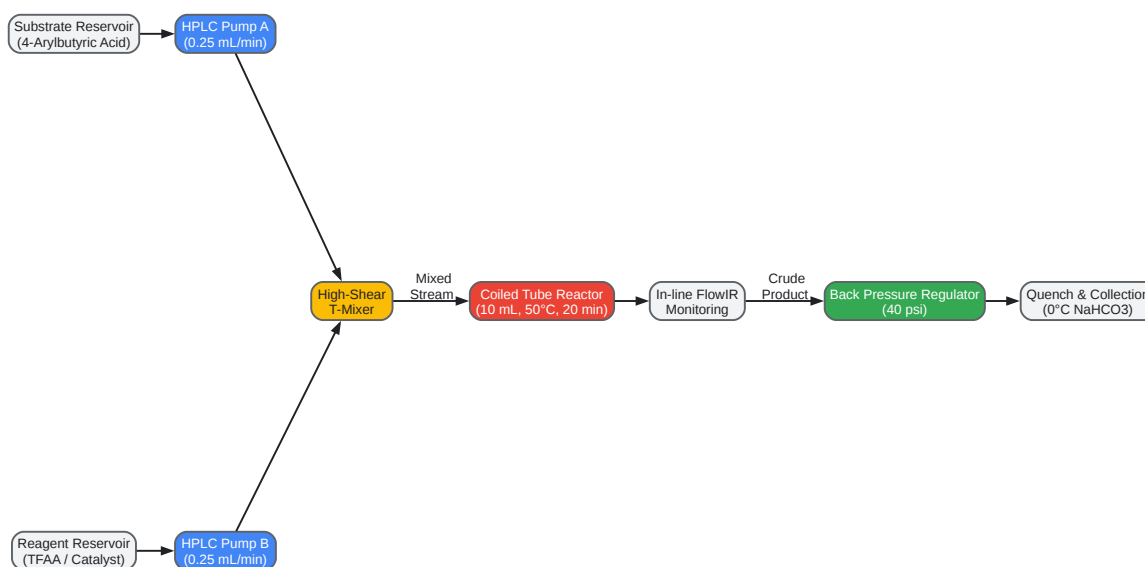 Substrate Reservoir
(4-Arylbutyric Acid)
HPLC Pump A
(0.25 mL/min)
High-Shear
T-Mixer
Mixed
Stream
Coiled Tube Reactor
(10 mL, 50°C, 20 min)
In-line FlowIR
Monitoring
Crude
Product
Back Pressure Regulator
(40 psi)
Quench & Collection
(0°C NaHCO3)
Reagent Reservoir
(TFAA / Catalyst)
HPLC Pump B
(0.25 mL/min)